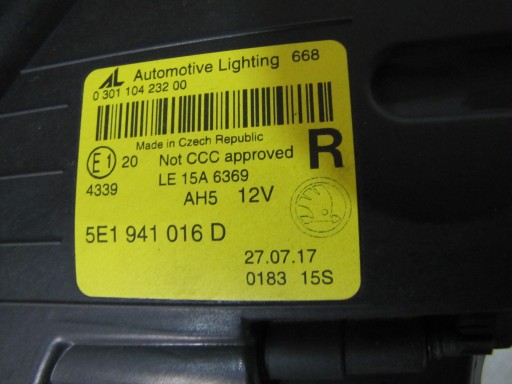 AL Automotive Lighting 668
0 301 104 232 00
Made in Czech Republic
E1 20 Not CCC approved R
4339 LE 15A 6369
AH5 12V
5E1 941 016 D
27.07.17
0183 15S